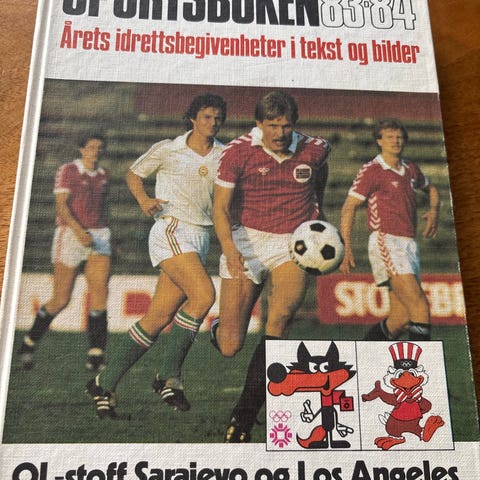 SPORTSBOKEN 83-84
Årets idrettsbegivenheter i tekst og bilder
OL-stoff Sarajevo og Los Angeles